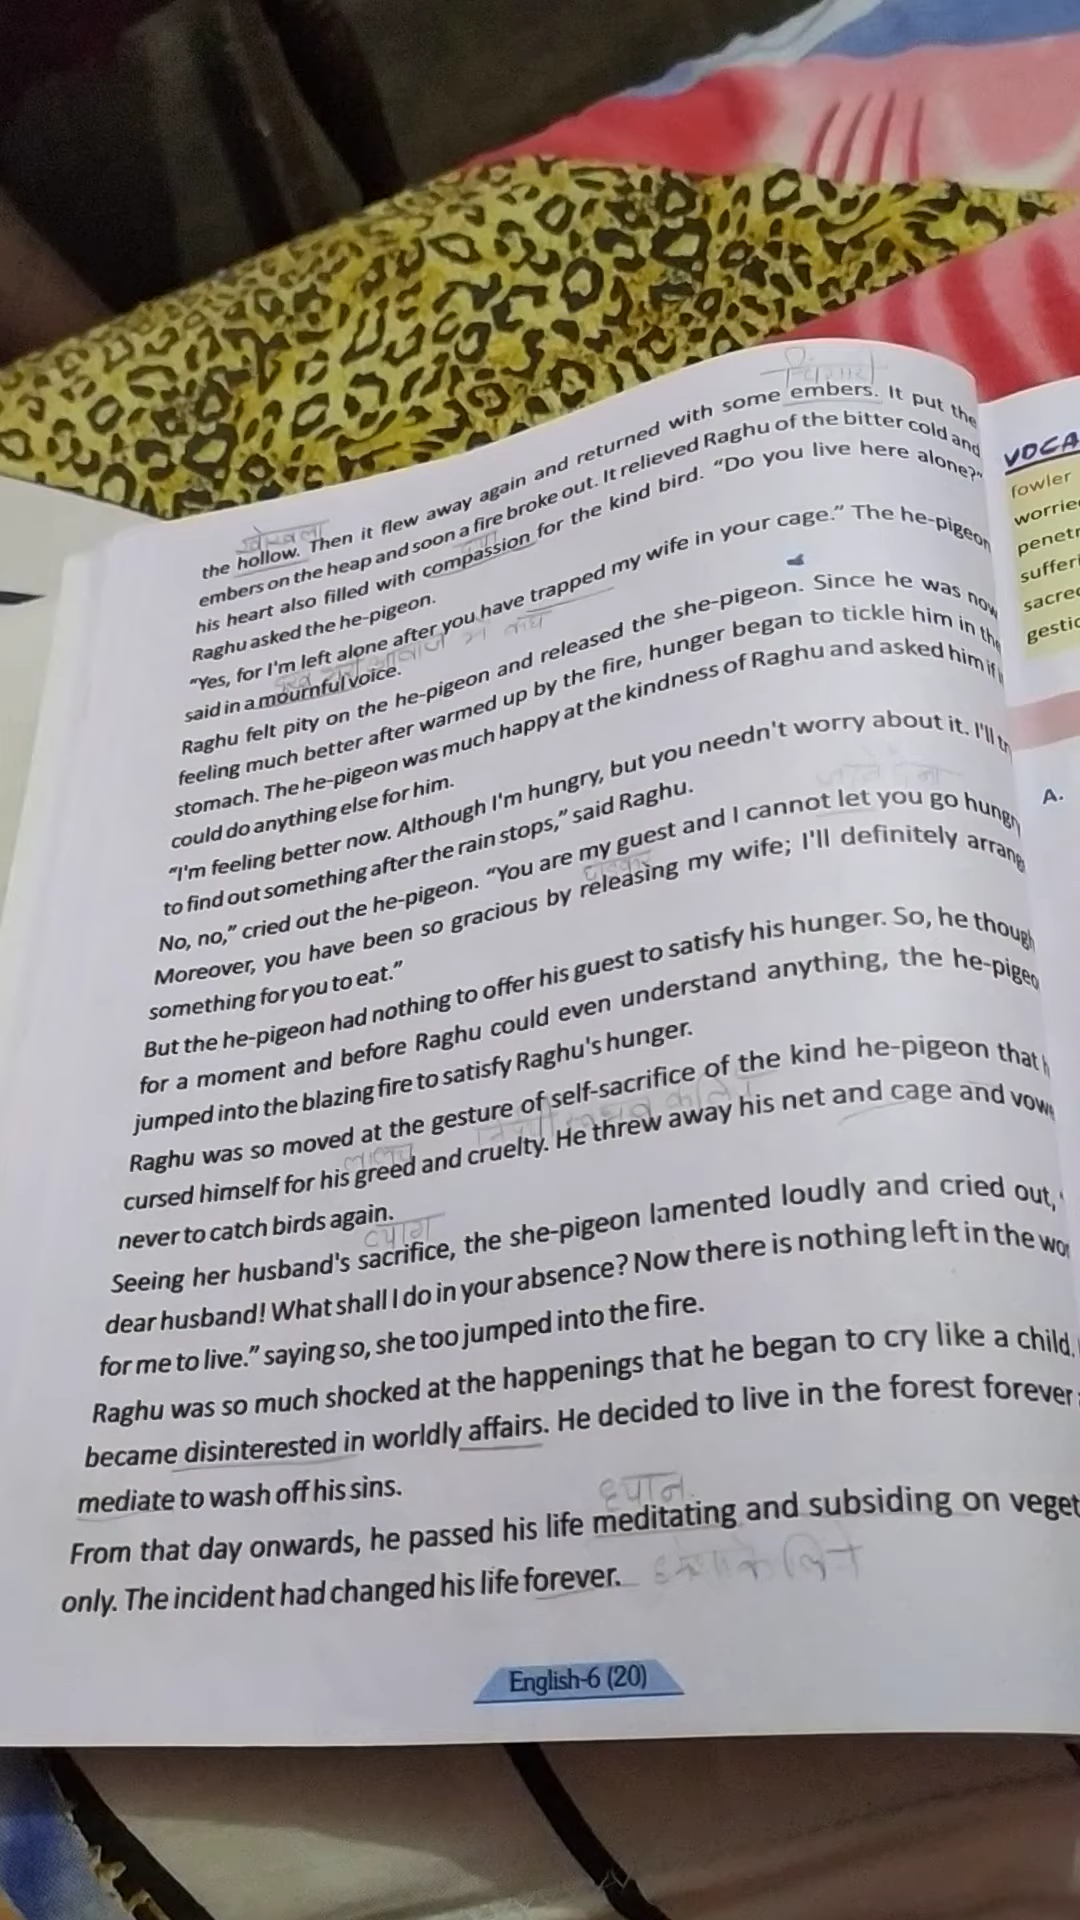 चिंगारी
the hollow. Then it flew away again and returned with some embers. It put the
खोखला
embers on the heap and soon a fire broke out. It relieved Raghu of the bitter cold and
his heart also filled with compassion for the kind bird. "Do you live here alone?"
Raghu asked the he-pigeon.
"Yes, for I'm left alone after you have trapped my wife in your cage." The he-pigeon
said in a mournful voice.
Raghu felt pity on the he-pigeon and released the she-pigeon. Since he was now
feeling much better after warmed up by the fire, hunger began to tickle him in the
stomach. The he-pigeon was much happy at the kindness of Raghu and asked him if
could do anything else for him.
"I'm feeling better now. Although I'm hungry, but you needn't worry about it. I'll
to find out something after the rain stops," said Raghu.
जाने देना
No, no," cried out the he-pigeon. "You are my guest and I cannot let you go
Moreover, you have been so gracious by releasing my wife; I'll definitely
something for you to eat."
But the he-pigeon had nothing to offer his guest to satisfy his hunger. So, he
for a moment and before Raghu could even understand anything, the
jumped into the blazing fire to satisfy Raghu's hunger.
Raghu was so moved at the gesture of self-sacrifice of the kind he-pigeon that
लालच
cursed himself for his greed and cruelty. He threw away his net and cage and
never to catch birds again.
त्याग
Seeing her husband's sacrifice, the she-pigeon lamented loudly and cried out,
dear husband! What shall I do in your absence? Now there is nothing left in the
for me to live." saying so, she too jumped into the fire.
Raghu was so much shocked at the happenings that he began to cry like a child.
became disinterested in worldly affairs. He decided to live in the forest forever
mediate to wash off his sins.
ध्यान
From that day onwards, he passed his life meditating and subsiding on
only. The incident had changed his life forever. हमेशा के लिये
English-6 (20)
fowler
penetr
sacred
A.